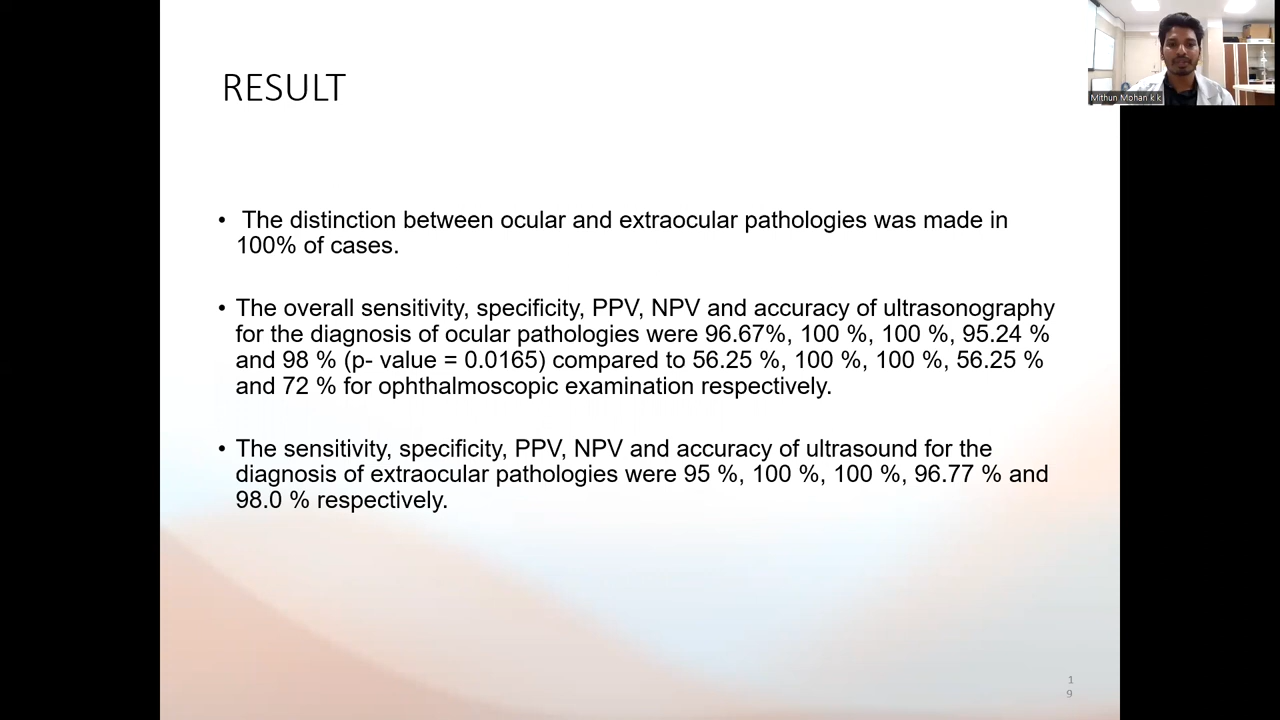 Mithun Mohan k k
RESULT
• The distinction between ocular and extraocular pathologies was made in
100% of cases.
• The overall sensitivity, specificity, PPV, NPV and accuracy of ultrasonography
for the diagnosis of ocular pathologies were 96.67%, 100 %, 100 %, 95.24 %
and 98 % (p- value = 0.0165) compared to 56.25 %, 100 %, 100 %, 56.25 %
and 72 % for ophthalmoscopic examination respectively.
• The sensitivity, specificity, PPV, NPV and accuracy of ultrasound for the
diagnosis of extraocular pathologies were 95 %, 100 %, 100 %, 96.77 % and
98.0 % respectively.
1
9